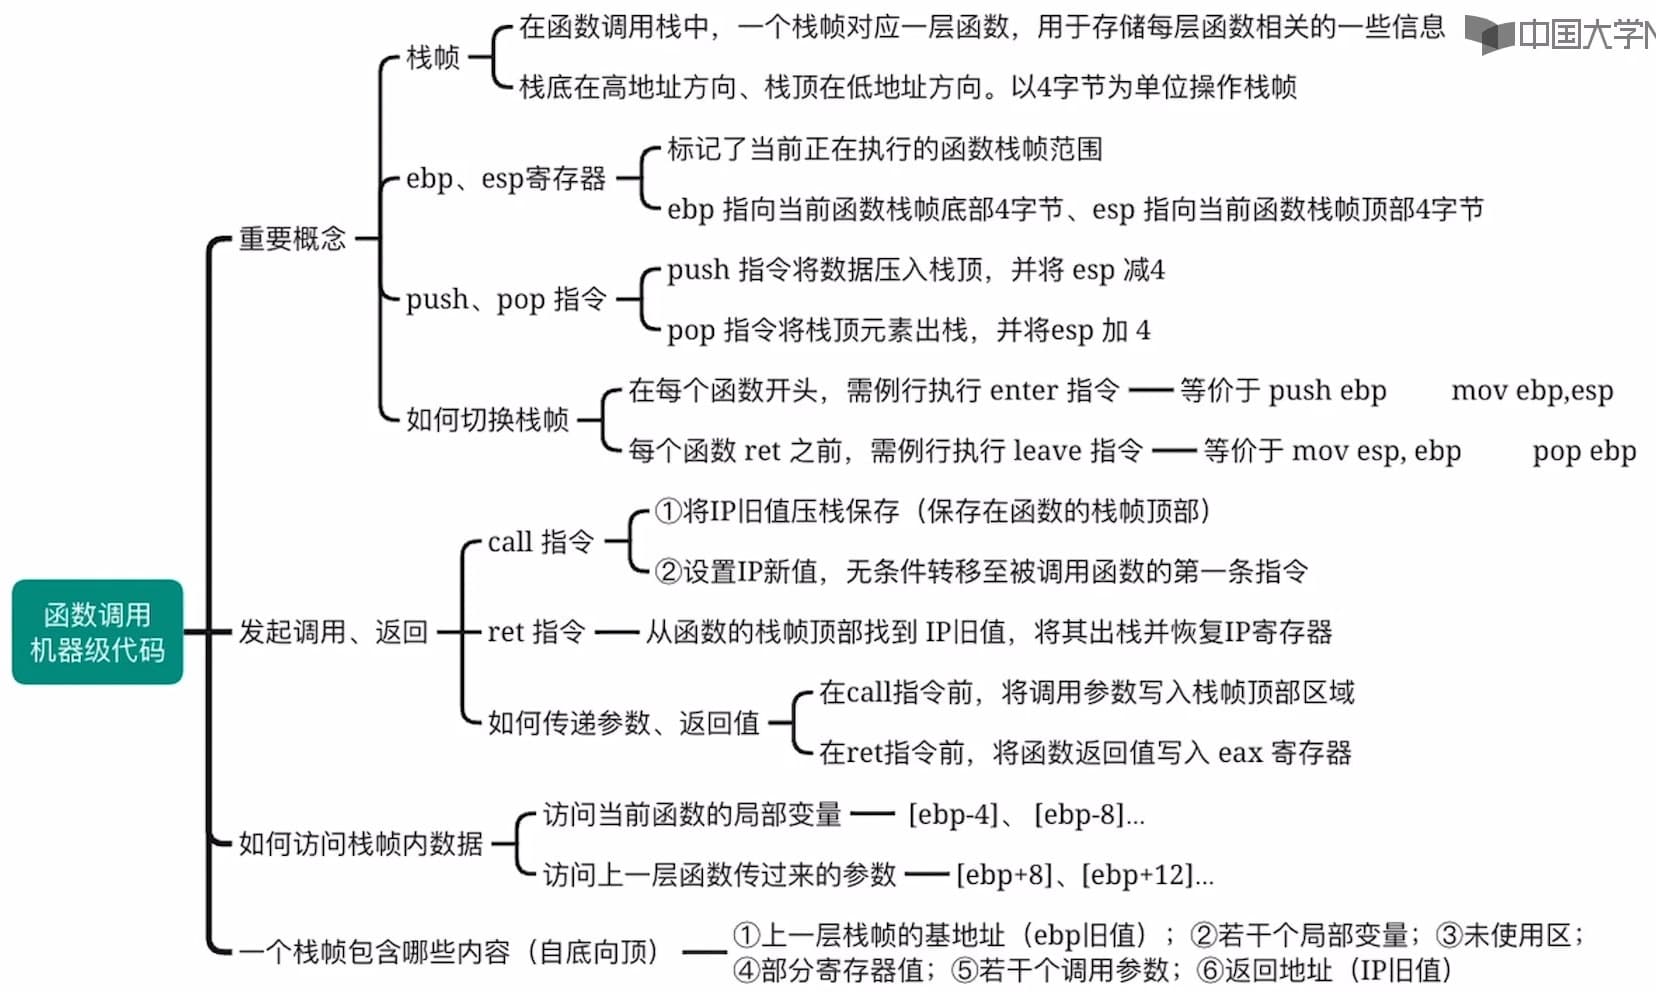 在函数调用栈中，一个栈帧对应一层函数，用于存储每层函数相关的一些信息
中国大学
栈帧
栈底在高地址方向、栈顶在低地址方向。以4字节为单位操作栈帧
标记了当前正在执行的函数栈帧范围
ebp、esp寄存器
ebp 指向当前函数栈帧底部4字节、esp 指向当前函数栈帧顶部4字节
重要概念
push 指令将数据压入栈顶，并将 esp 减4
push、pop 指令
pop 指令将栈顶元素出栈，并将esp 加 4
在每个函数开头，需例行执行 enter 指令 等价于 push ebp mov ebp,esp
如何切换栈帧
每个函数 ret 之前，需例行执行 leave 指令 等价于 mov esp, ebp pop ebp
①将IP旧值压栈保存（保存在函数的栈帧顶部）
call 指令
②设置IP新值，无条件转移至被调用函数的第一条指令
函数调用
机器级代码
发起调用、返回
ret 指令 从函数的栈帧顶部找到 IP旧值，将其出栈并恢复IP寄存器
在call指令前，将调用参数写入栈帧顶部区域
如何传递参数、返回值
在ret指令前，将函数返回值写入 eax 寄存器
访问当前函数的局部变量 [ebp-4]、 [ebp-8]...
如何访问栈帧内数据
访问上一层函数传过来的参数 [ebp+8]、[ebp+12]...
一个栈帧包含哪些内容（自底向顶）
①上一层栈帧的基地址（ebp旧值）；②若干个局部变量；③未使用区；
④部分寄存器值；⑤若干个调用参数；⑥返回地址（IP旧值）